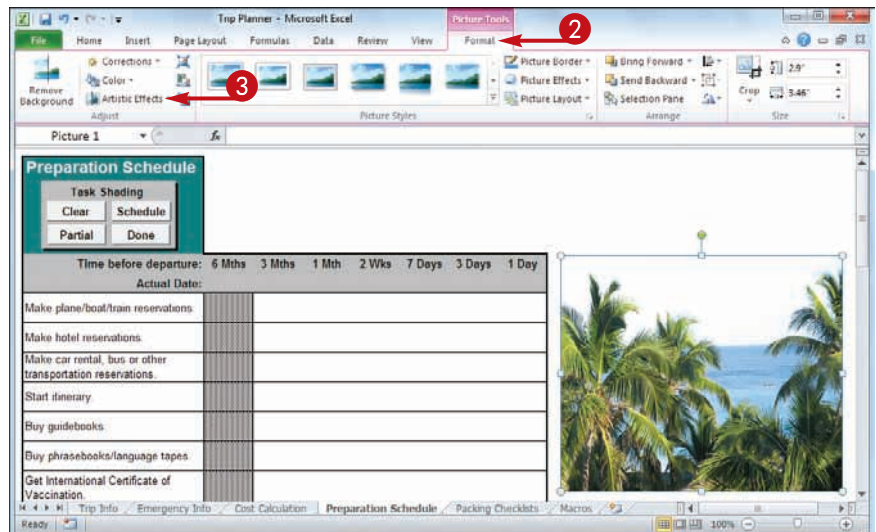 Trip Planner - Microsoft Excel
Picture Tools
2
File Home Insert Page Layout Formulas Data Review View Format
Remove Background
Corrections
Color
Artistic Effects
3
Adjust
Picture Styles
Picture Border
Picture Effects
Picture Layout
Bring Forward
Send Backward
Selection Pane
Arrange
Crop
2.9"
3.46"
Size
Picture 1
fx
Preparation Schedule
Task Shading
Clear Schedule
Partial Done
Time before departure: 6 Mths 3 Mths 1 Mth 2 Wks 7 Days 3 Days 1 Day
Actual Date:
Make plane/boat/train reservations.
Make hotel reservations.
Make car rental, bus or other
transportation reservations.
Start itinerary.
Buy guidebooks.
Buy phrasebooks/language tapes.
Get International Certificate of
Vaccination.
Trip Info Emergency Info Cost Calculation Preparation Schedule Packing Checklists Macros
Ready
100%